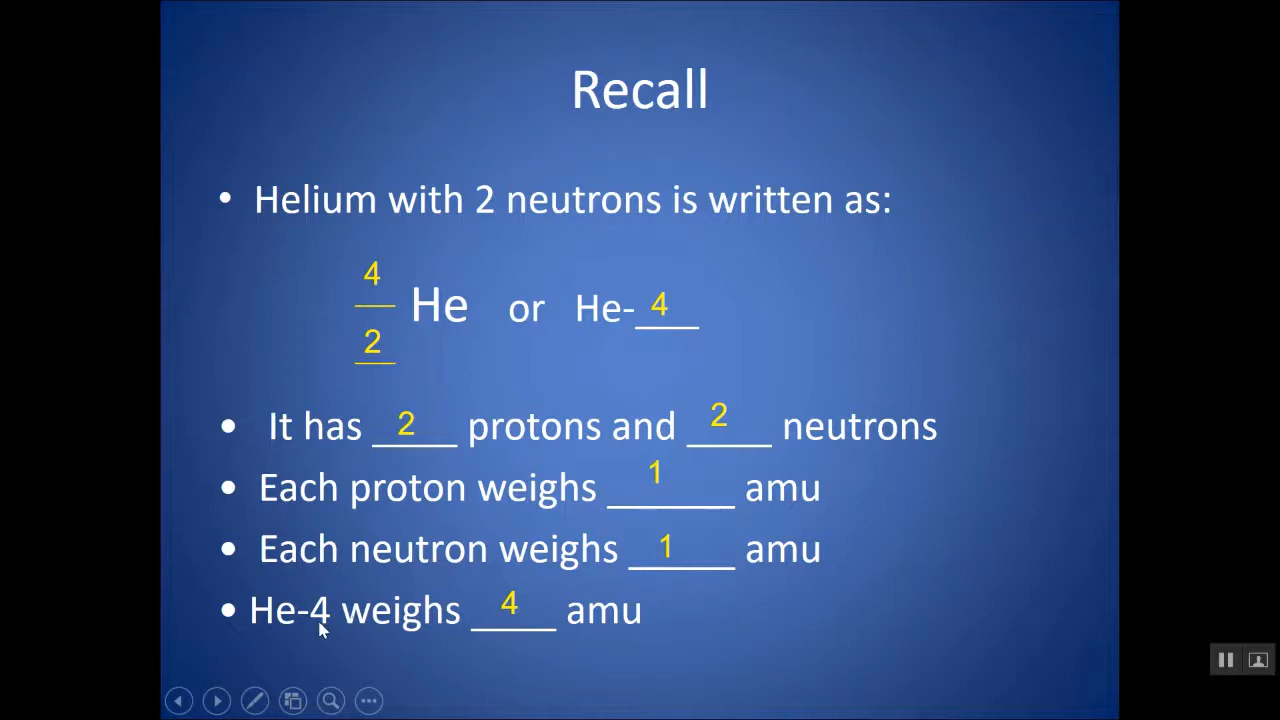 Recall
• Helium with 2 neutrons is written as:
4
2
He or He-4
• It has 2 protons and 2 neutrons
• Each proton weighs 1 amu
• Each neutron weighs 1 amu
• He-4 weighs 4 amu